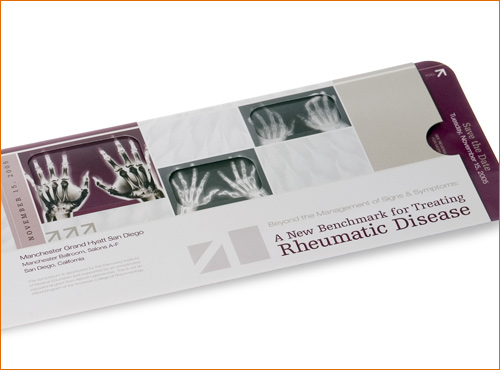 NOVEMBER 15, 2005
Manchester Grand Hyatt San Diego
Manchester Ballroom, Salons A-F
San Diego, California
Beyond the Management of Signs & Symptoms:
A New Benchmark for Treating
Rheumatic Disease
Save the Date
Tuesday, November 15, 2005